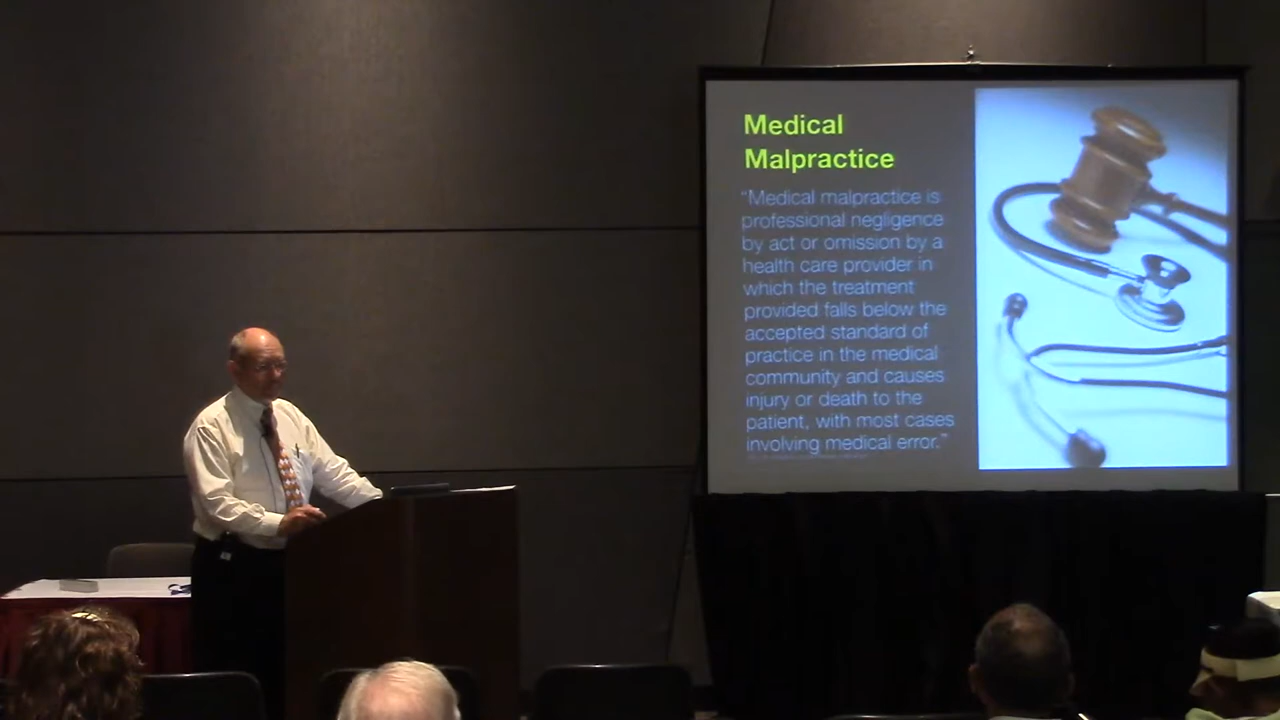 Medical
Malpractice
“Medical malpractice is
professional negligence
by act or omission by a
health care provider in
which the treatment
provided falls below the
accepted standard of
practice in the medical
community and causes
injury or death to the
patient, with most cases
involving medical error.”